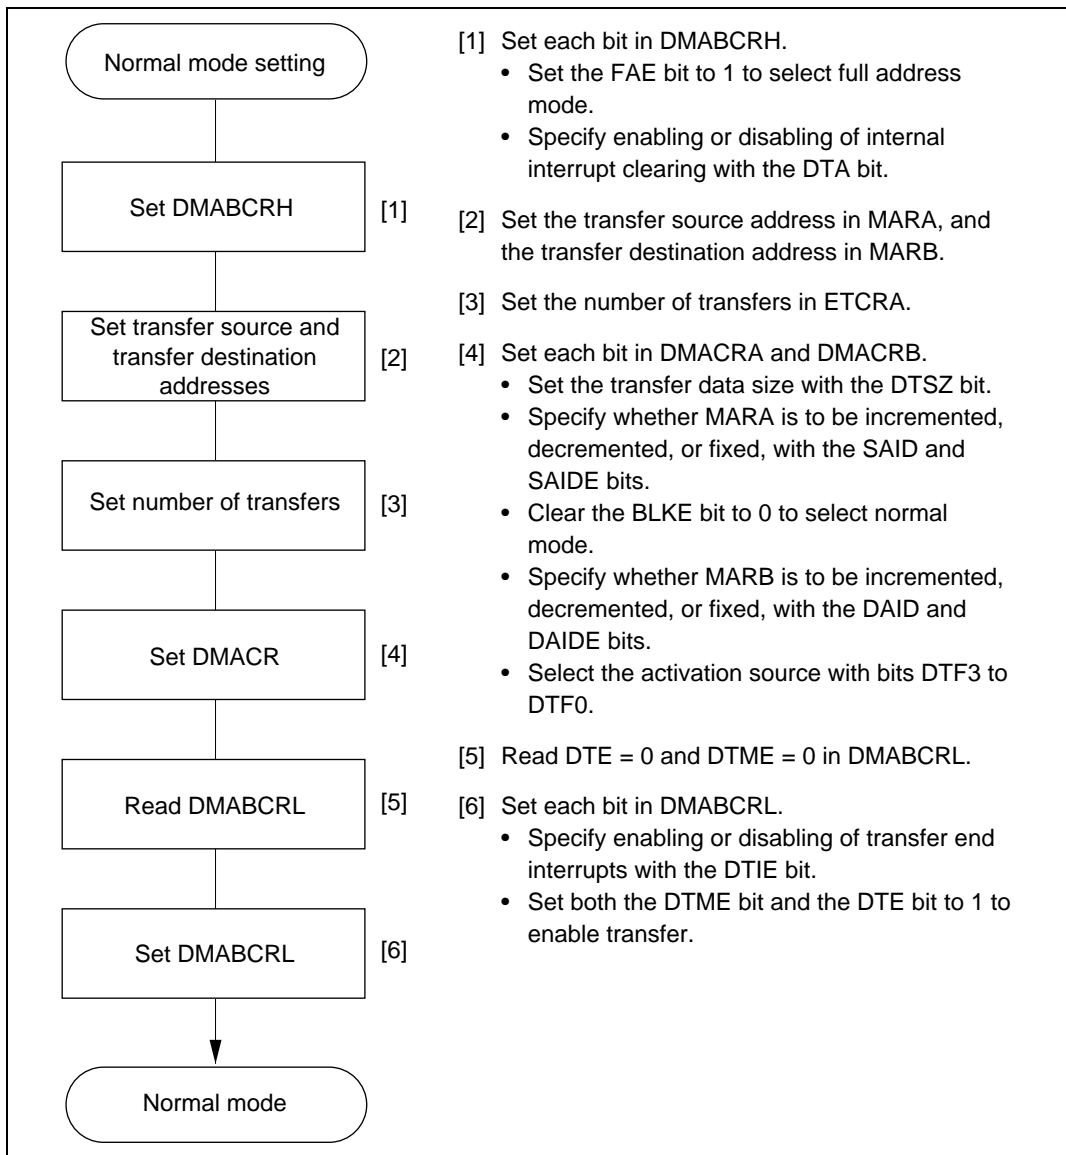 Normal mode setting
Set DMABCRH
[1]
Set transfer source and
transfer destination
addresses
[2]
Set number of transfers
[3]
Set DMACR
[4]
Read DMABCRL
[5]
Set DMABCRL
[6]
Normal mode
[1] Set each bit in DMABCRH.
• Set the FAE bit to 1 to select full address
mode.
• Specify enabling or disabling of internal
interrupt clearing with the DTA bit.
[2] Set the transfer source address in MARA, and
the transfer destination address in MARB.
[3] Set the number of transfers in ETCRA.
[4] Set each bit in DMACRA and DMACRB.
• Set the transfer data size with the DTSZ bit.
• Specify whether MARA is to be incremented,
decremented, or fixed, with the SAID and
SAIDE bits.
• Clear the BLKE bit to 0 to select normal
mode.
• Specify whether MARB is to be incremented,
decremented, or fixed, with the DAID and
DAIDE bits.
• Select the activation source with bits DTF3 to
DTF0.
[5] Read DTE = 0 and DTME = 0 in DMABCRL.
[6] Set each bit in DMABCRL.
• Specify enabling or disabling of transfer end
interrupts with the DTIE bit.
• Set both the DTME bit and the DTE bit to 1 to
enable transfer.